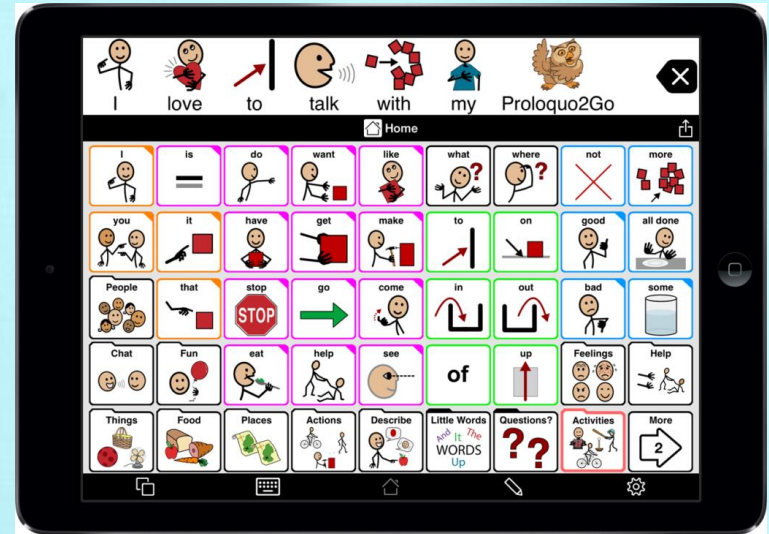 I love to talk with my Proloquo2Go
Home
I is do want like what where not more
you it have get make to on good all done
People that stop go come in out bad some
STOP
Chat Fun eat help see of up Feelings Help
Things Food Places Actions Describe Little Words Questions? Activities More
And It The
WORDS
Up
2